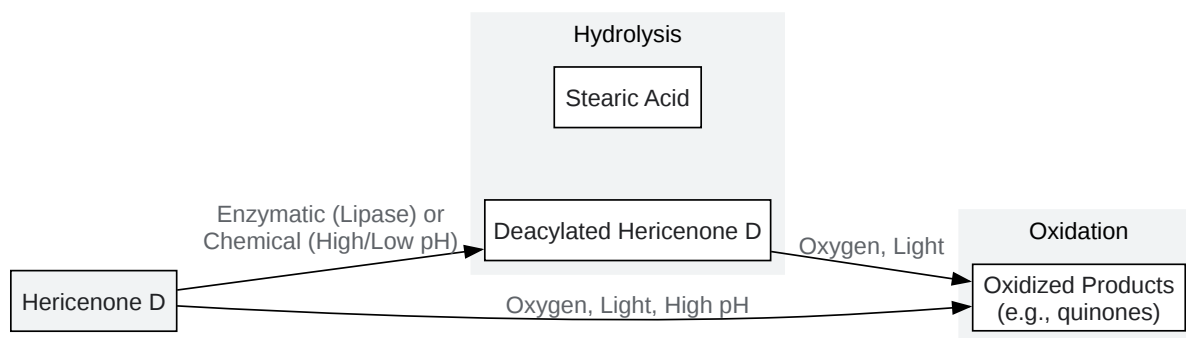 Hydrolysis
Stearic Acid
Enzymatic (Lipase) or
Chemical (High/Low pH)
Deacylated Hericenone D
Oxygen, Light
Oxidation
Hericenone D
Oxygen, Light, High pH
Oxidized Products
(e.g., quinones)